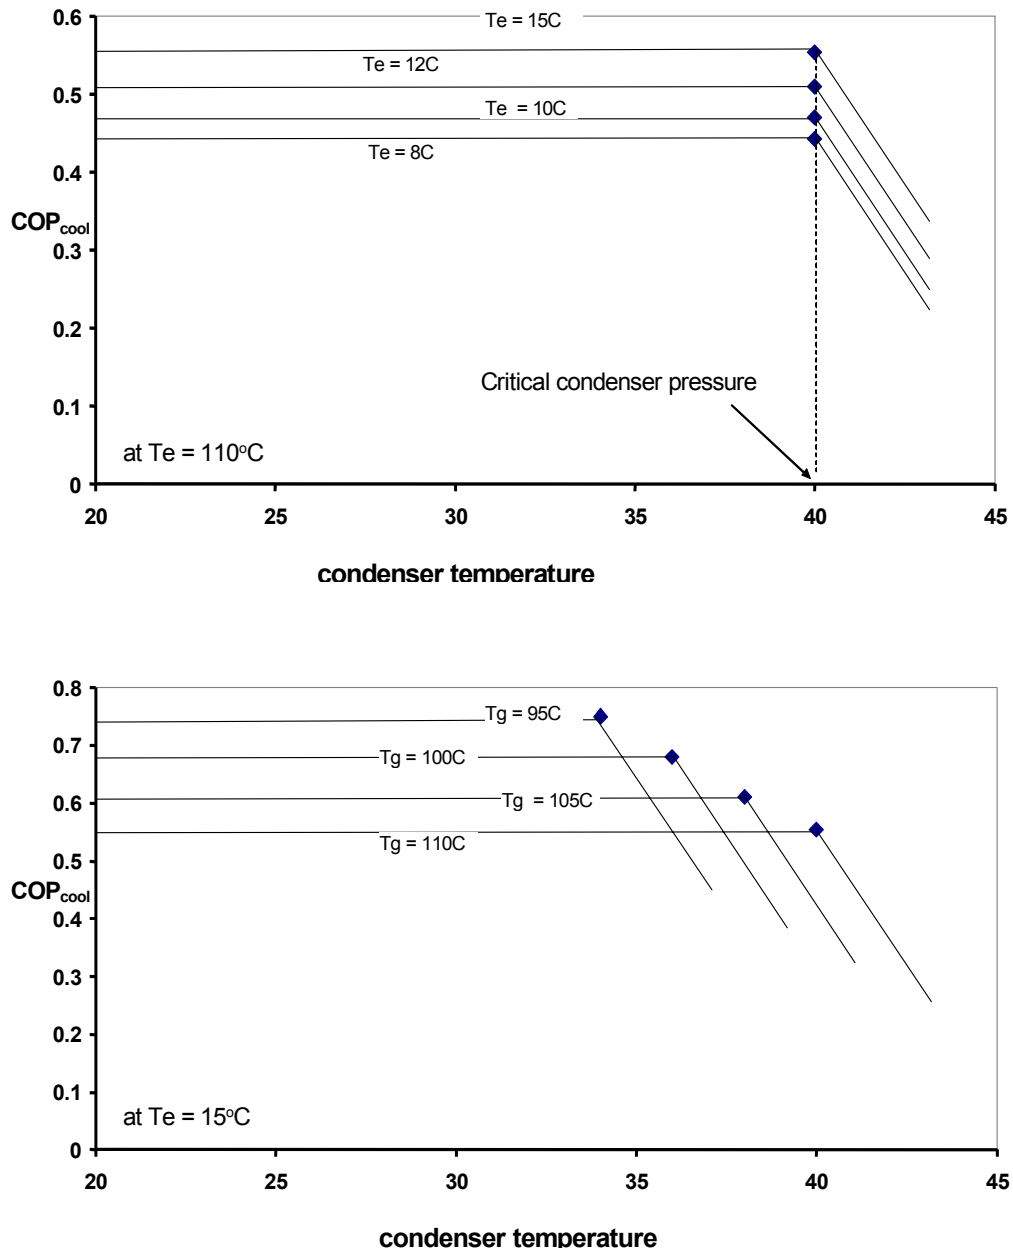 0.6
Te = 15C
Te = 12C
0.5
Te = 10C
Te = 8C
0.4
COPcool
0.3
0.2
Critical condenser pressure
0.1
at Te = 110oC
0
20 25 30 35 40 45
condenser temperature
0.8
Tg = 95C
0.7
Tg = 100C
Tg = 105C
0.6
Tg = 110C
0.5
COPcool
0.4
0.3
0.2
0.1
at Te = 15oC
0
20 25 30 35 40 45
condenser temperature